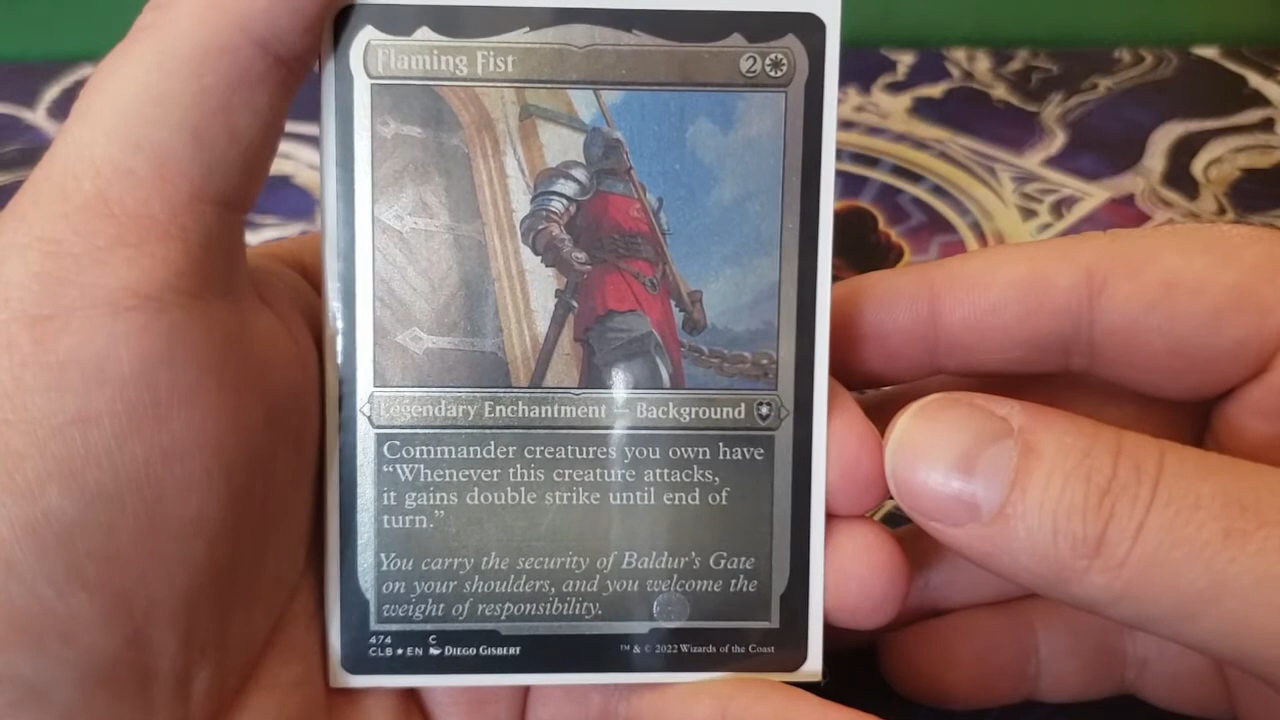 Flaming Fist 2
Legendary Enchantment — Background
Commander creatures you own have
“Whenever this creature attacks,
it gains double strike until end of
turn.”
You carry the security of Baldur's Gate
on your shoulders, and you welcome the
weight of responsibility.
474 C
CLB ★ EN DIEGO GISBERT
™ & © 2022 Wizards of the Coast